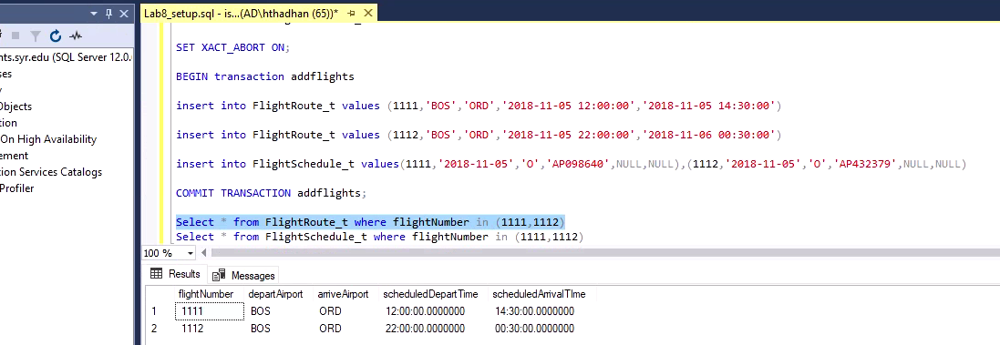 Lab8_setup.sql - is...(AD\hthadhan (65))*
nts.syr.edu (SQL Server 12.0.
ses
y
Objects
tion
On High Availability
ement
tion Services Catalogs
Profiler
SET XACT_ABORT ON;
BEGIN transaction addflights
insert into FlightRoute_t values (1111,'BOS','ORD','2018-11-05 12:00:00','2018-11-05 14:30:00')
insert into FlightRoute_t values (1112,'BOS','ORD','2018-11-05 22:00:00','2018-11-06 00:30:00')
insert into FlightSchedule_t values(1111,'2018-11-05','O','AP098640',NULL,NULL),(1112,'2018-11-05','O','AP432379',NULL,NULL)
COMMIT TRANSACTION addflights;
Select * from FlightRoute_t where flightNumber in (1111,1112)
Select * from FlightSchedule_t where flightNumber in (1111,1112)
100 %
Results Messages
flightNumber departAirport arriveAirport scheduledDepartTime scheduledArrivalTIme
1 1111 BOS ORD 12:00:00.0000000 14:30:00.0000000
2 1112 BOS ORD 22:00:00.0000000 00:30:00.0000000